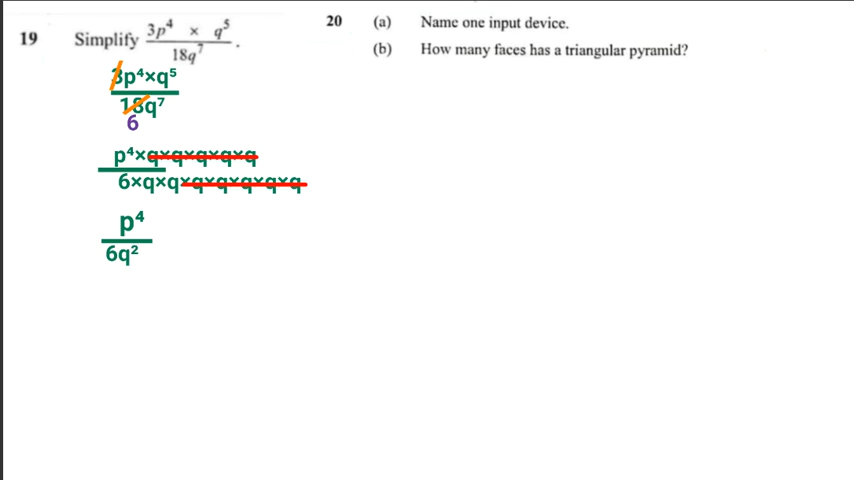 19 Simplify 3p⁴ × q⁵ / 18q⁷ .
3p⁴×q⁵
18q⁷
6
p⁴×q×q×q×q×q
6×q×q×q×q×q×q×q
p⁴
6q²
20 (a) Name one input device.
(b) How many faces has a triangular pyramid?